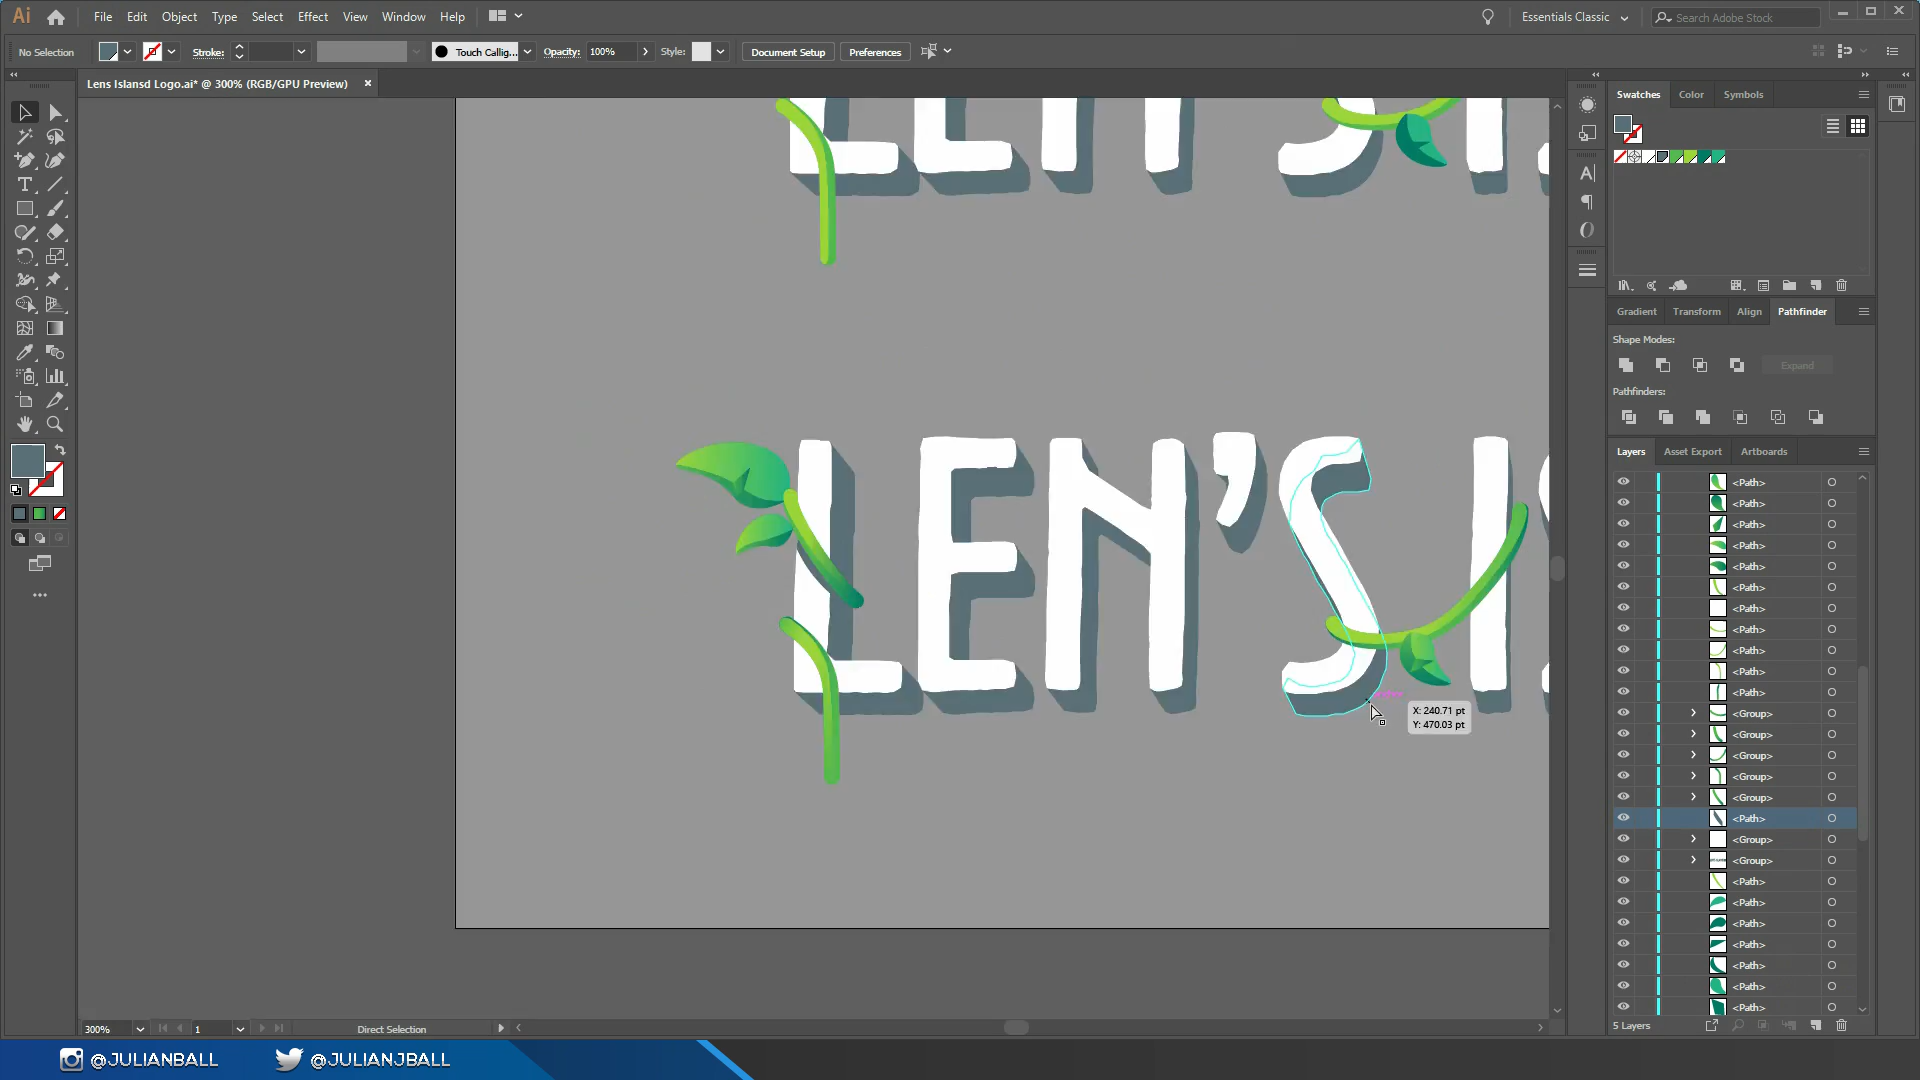 Ai File Edit Object Type Select Effect View Window Help Essentials Classic Search Adobe Stock
No Selection Stroke: Touch Callig... Opacity: 100% Style: Document Setup Preferences
Lens Islansd Logo.ai* @ 300% (RGB/GPU Preview) ×
Swatches Color Symbols
LEN'S I
Gradient Transform Align Pathfinder
Shape Modes:
Expand
Pathfinders:
Layers Asset Export Artboards
LEN'S I
<Path>
<Path>
<Path>
<Path>
<Path>
<Path>
<Path>
<Path>
<Path>
<Path>
<Path>
<Group>
<Group>
<Group>
<Group>
<Group>
<Path>
<Group>
<Group>
<Path>
<Path>
<Path>
<Path>
<Path>
<Path>
<Path>
X: 240.71 pt
Y: 470.03 pt
300% 1 Direct Selection
5 Layers
@JULIANBALL @JULIANJBALL